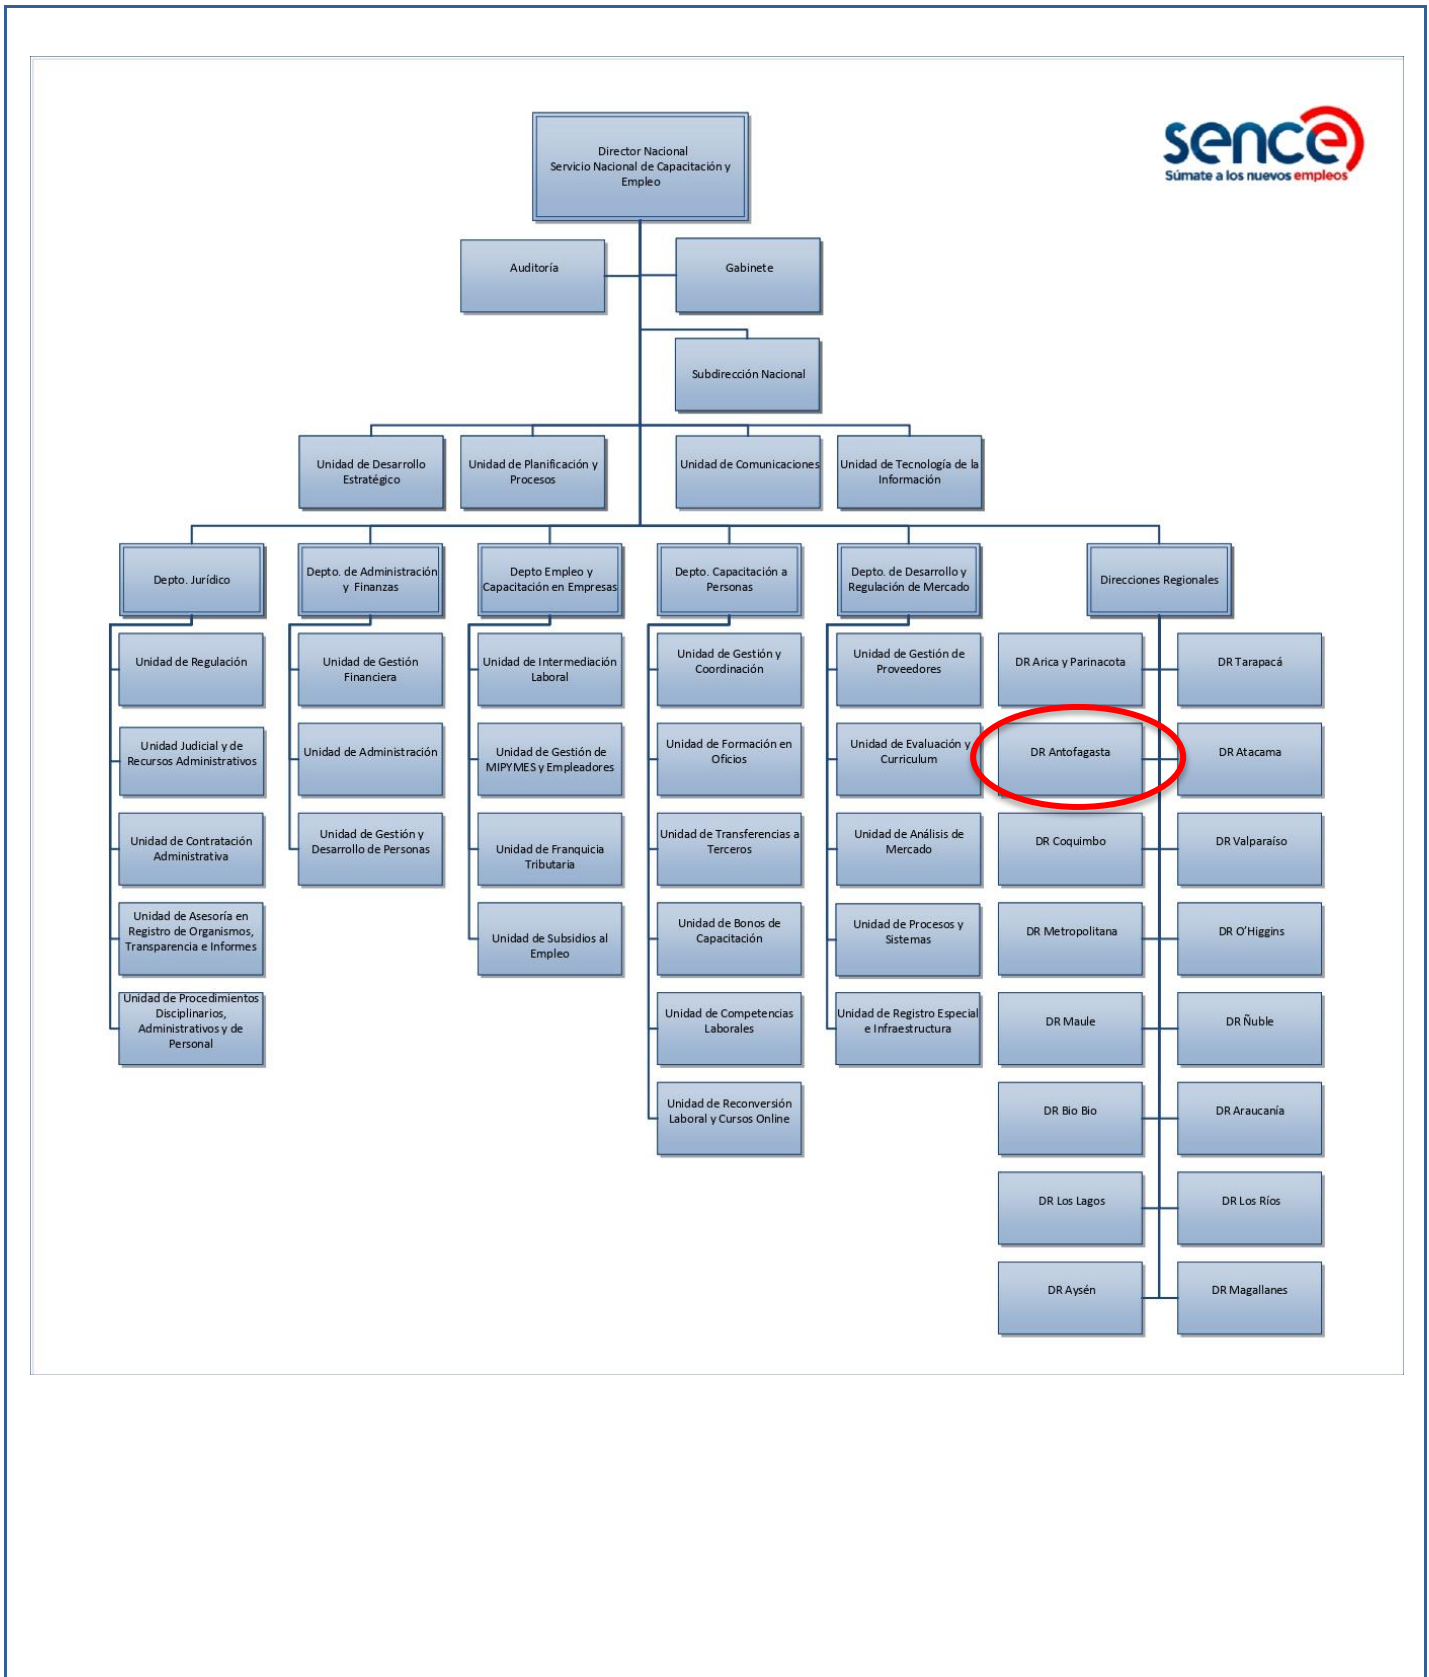 sence
Súmate a los nuevos empleos
Director Nacional
Servicio Nacional de Capacitación y
Empleo
Auditoría
Gabinete
Subdirección Nacional
Unidad de Desarrollo
Estratégico
Unidad de Planificación y
Procesos
Unidad de Comunicaciones
Unidad de Tecnología de la
Información
Depto. Jurídico
Depto. de Administración
y Finanzas
Depto Empleo y
Capacitación en Empresas
Depto. Capacitación a
Personas
Depto. de Desarrollo y
Regulación de Mercado
Direcciones Regionales
Unidad de Regulación
Unidad Judicial y de
Recursos Administrativos
Unidad de Contratación
Administrativa
Unidad de Asesoría en
Registro de Organismos,
Transparencia e Informes
Unidad de Procedimientos
Disciplinarios,
Administrativos y de
Personal
Unidad de Gestión
Financiera
Unidad de Administración
Unidad de Gestión y
Desarrollo de Personas
Unidad de Intermediación
Laboral
Unidad de Gestión de
MIPYMES y Empleadores
Unidad de Franquicia
Tributaria
Unidad de Subsidios al
Empleo
Unidad de Gestión y
Coordinación
Unidad de Formación en
Oficios
Unidad de Transferencias a
Terceros
Unidad de Bonos de
Capacitación
Unidad de Competencias
Laborales
Unidad de Reconversión
Laboral y Cursos Online
Unidad de Gestión de
Proveedores
Unidad de Evaluación y
Curriculum
Unidad de Análisis de
Mercado
Unidad de Procesos y
Sistemas
Unidad de Registro Especial
e Infraestructura
DR Arica y Parinacota
DR Tarapacá
DR Antofagasta
DR Atacama
DR Coquimbo
DR Valparaíso
DR Metropolitana
DR O'Higgins
DR Maule
DR Ñuble
DR Bio Bio
DR Araucanía
DR Los Lagos
DR Los Ríos
DR Aysén
DR Magallanes